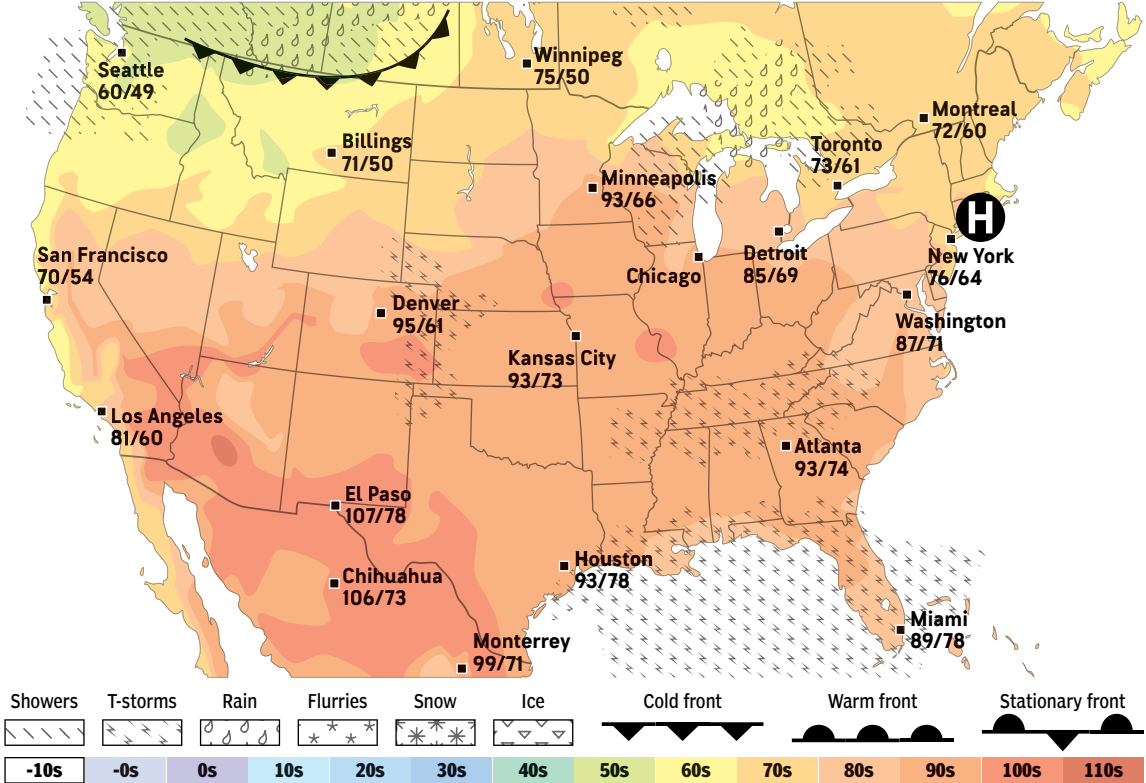 Seattle
60/49
Winnipeg
75/50
Montreal
72/60
Billings
71/50
Toronto
73/61
Minneapolis
93/66
H
San Francisco
70/54
Chicago
Detroit
85/69
New York
76/64
Denver
95/61
Washington
87/71
Kansas City
93/73
Los Angeles
81/60
Atlanta
93/74
El Paso
107/78
Houston
93/78
Chihuahua
106/73
Miami
89/78
Monterrey
99/71
Showers
T-storms
Rain
Flurries
Snow
Ice
Cold front
Warm front
Stationary front
-10s
-0s
0s
10s
20s
30s
40s
50s
60s
70s
80s
90s
100s
110s